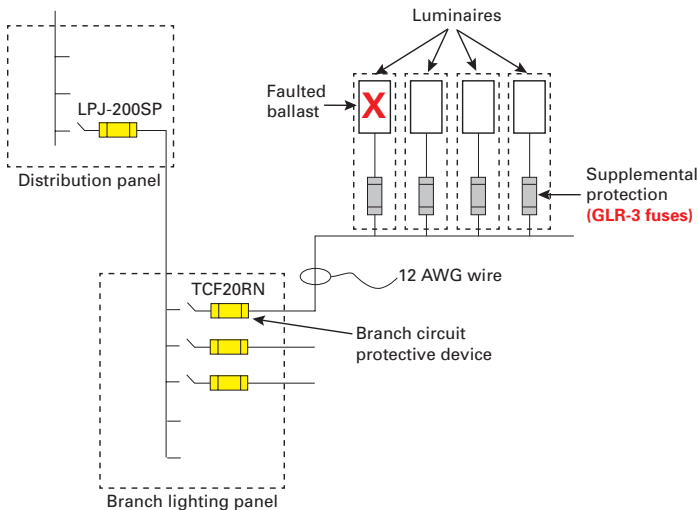 Luminaires
Faulted
ballast
X
LPJ-200SP
Distribution panel
Supplemental
protection
(GLR-3 fuses)
12 AWG wire
TCF20RN
Branch circuit
protective device
Branch lighting panel